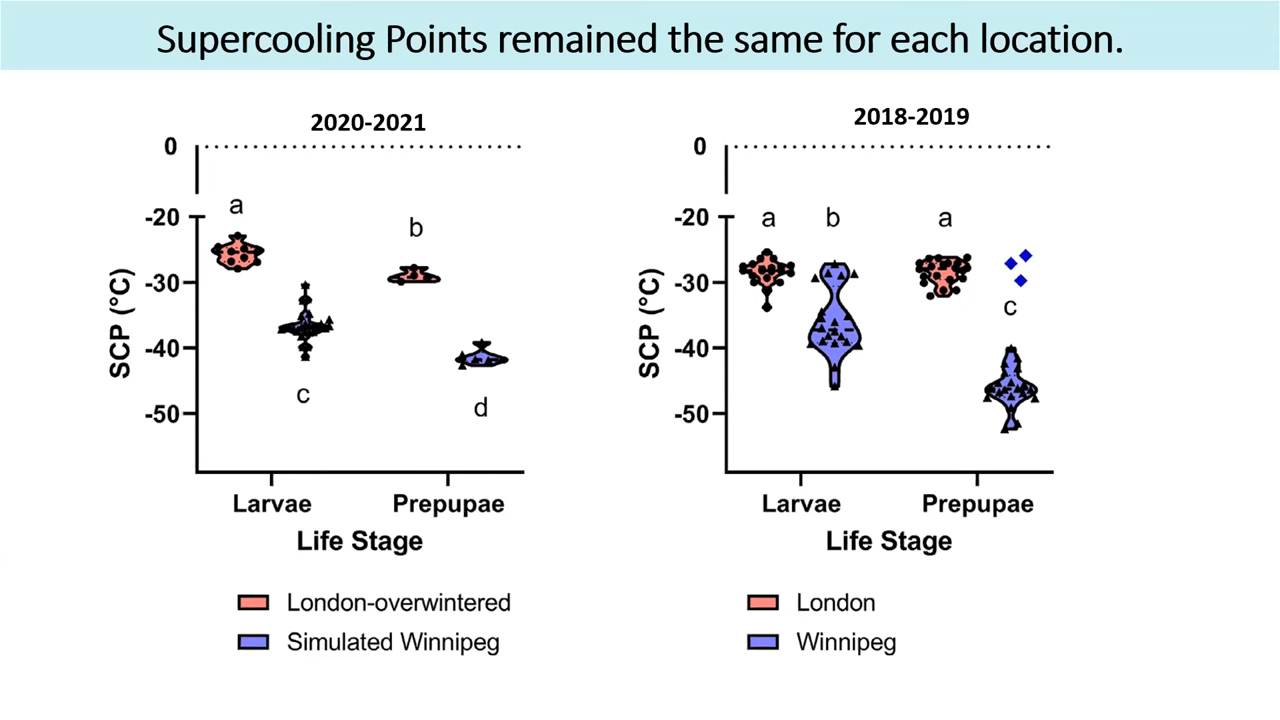 Supercooling Points remained the same for each location.
2020-2021
0
-20
-30
-40
-50
SCP (°C)
a
b
c
d
Larvae
Prepupae
Life Stage
London-overwintered
Simulated Winnipeg
2018-2019
0
-20
-30
-40
-50
SCP (°C)
a
b
a
c
Larvae
Prepupae
Life Stage
London
Winnipeg